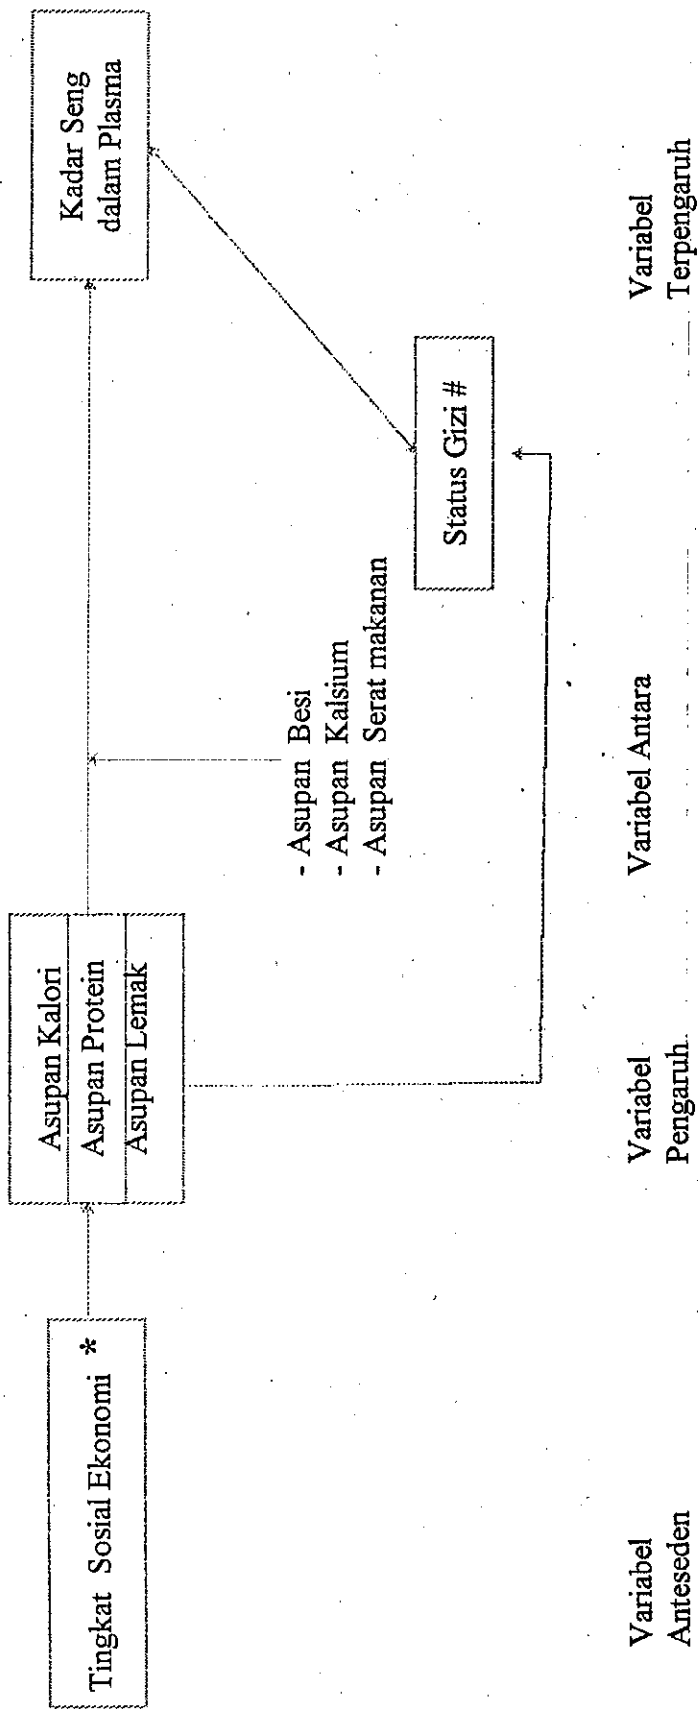 Tingkat Sosial Ekonomi *
Asupan Kalori
Asupan Protein
Asupan Lemak
- Asupan Besi
- Asupan Kalsium
- Asupan Serat makanan
Status Gizi #
Kadar Seng
dalam Plasma
Variabel
Anteseden
Variabel
Pengaruh
Variabel Antara
Variabel
Terpengaruh